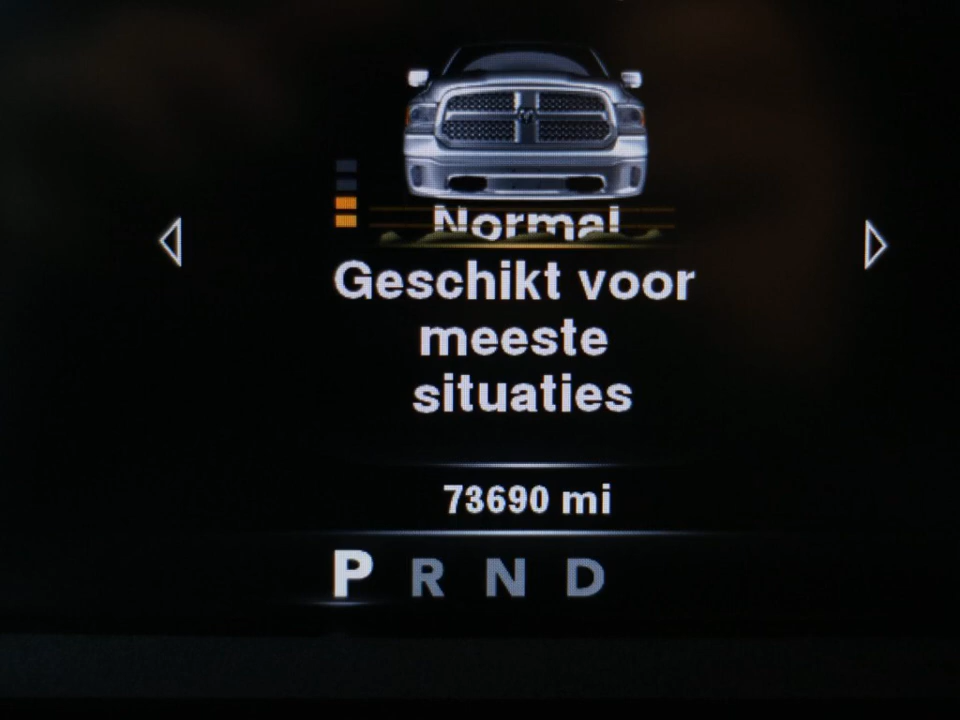 Normal
Geschikt voor
meeste
situaties
73690 mi
P R N D